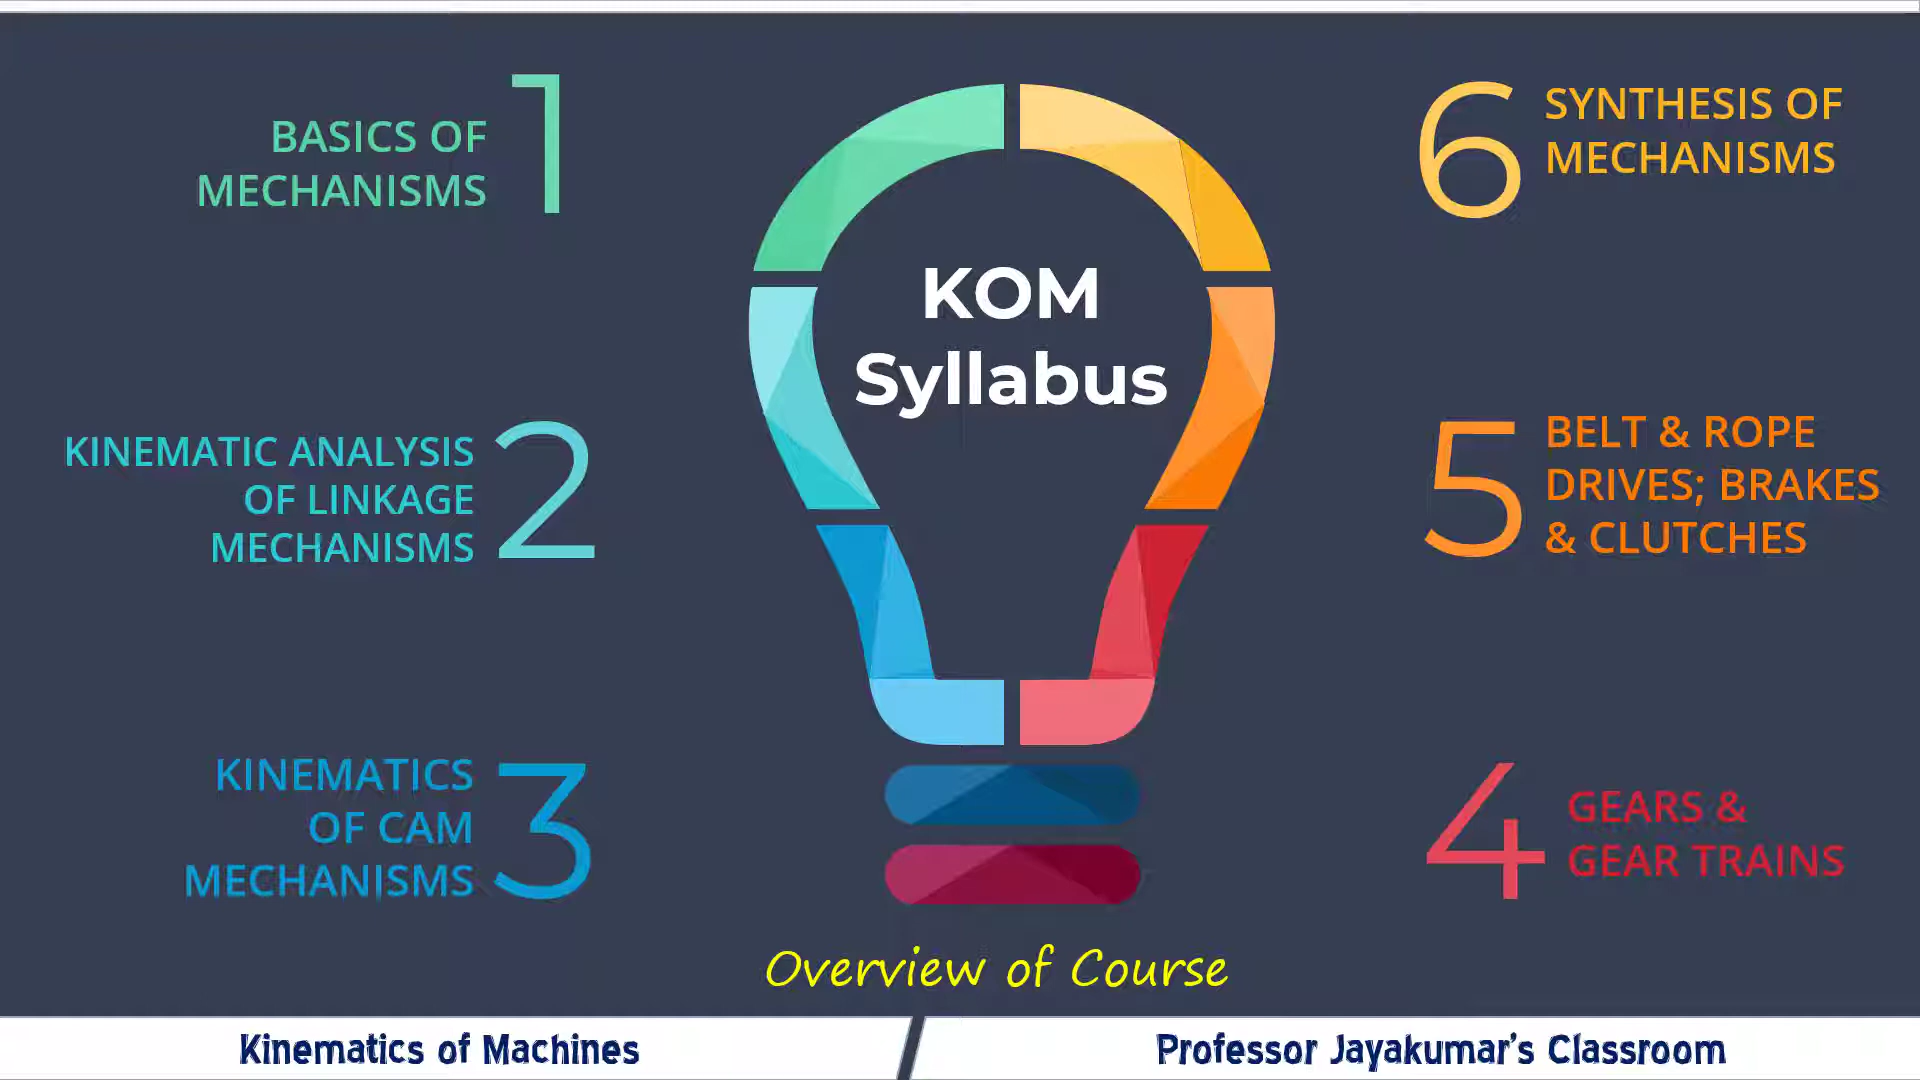 1
BASICS OF
MECHANISMS
2
KINEMATIC ANALYSIS
OF LINKAGE
MECHANISMS
3
KINEMATICS
OF CAM
MECHANISMS
KOM
Syllabus
6
SYNTHESIS OF
MECHANISMS
5
BELT & ROPE
DRIVES; BRAKES
& CLUTCHES
4
GEARS &
GEAR TRAINS
Overview of Course
Kinematics of Machines
Professor Jayakumar's Classroom